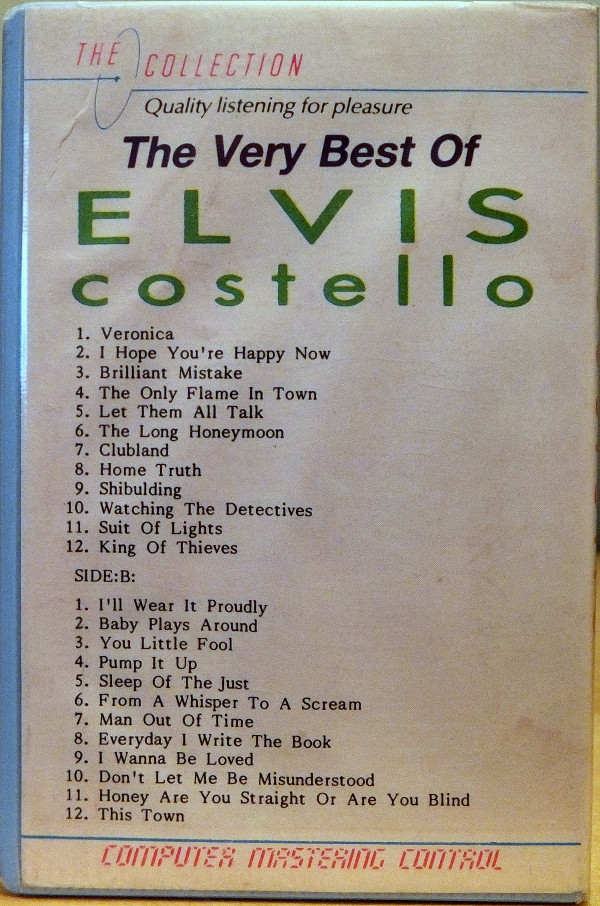 THE COLLECTION
Quality listening for pleasure
The Very Best Of
ELVIS
costello
1. Veronica
2. I Hope You're Happy Now
3. Brilliant Mistake
4. The Only Flame In Town
5. Let Them All Talk
6. The Long Honeymoon
7. Clubland
8. Home Truth
9. Shibulding
10. Watching The Detectives
11. Suit Of Lights
12. King Of Thieves
SIDE:B:
1. I'll Wear It Proudly
2. Baby Plays Around
3. You Little Fool
4. Pump It Up
5. Sleep Of The Just
6. From A Whisper To A Scream
7. Man Out Of Time
8. Everyday I Write The Book
9. I Wanna Be Loved
10. Don't Let Me Be Misunderstood
11. Honey Are You Straight Or Are You Blind
12. This Town
COMPUTER MASTERING CONTROL